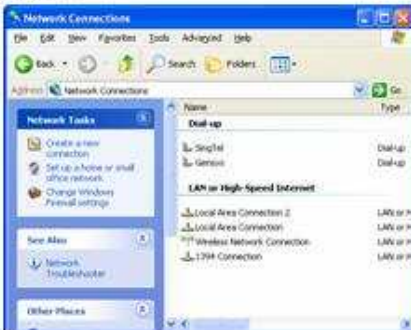 Network Connections
File Edit View Favorites Tools Advanced Help
Back Search Folders
Address Network Connections Go
Network Tasks
Create a new
connection
Set up a home or small
office network
Change Windows
Firewall settings
See Also
Network
Troubleshooter
Other Places
Name Type
Dial-up
SingTel Dial-up
Dial-up
LAN or High-Speed Internet
Local Area Connection 2 LAN or H
Local Area Connection LAN or H
Wireless Network Connection LAN or H
1394 Connection LAN or H